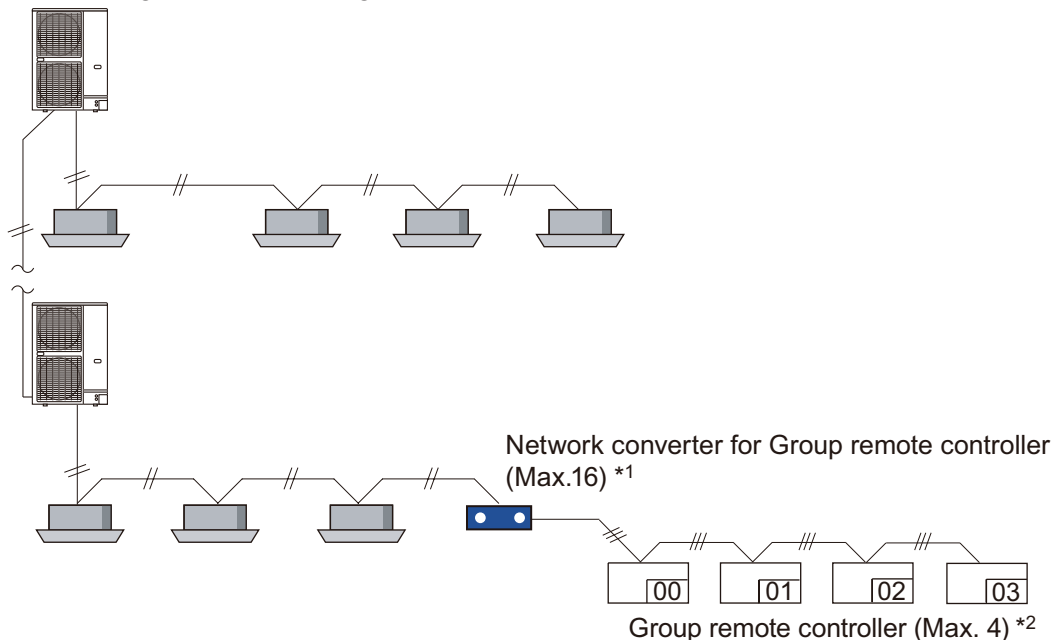 Network converter for Group remote controller
(Max.16) *1
00 01 02 03
Group remote controller (Max. 4) *2